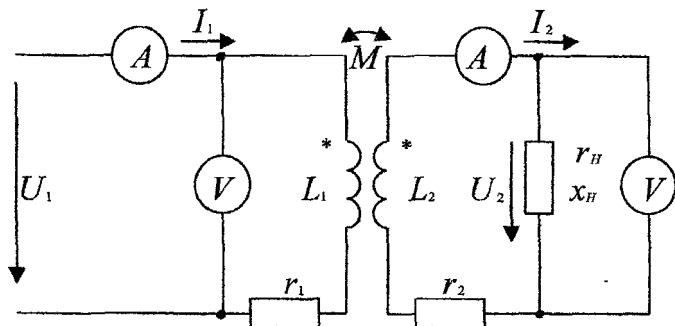 I₁ M I₂
A A
* *
U₁ V L₁ L₂ U₂ r_H x_H V
r₁ r₂